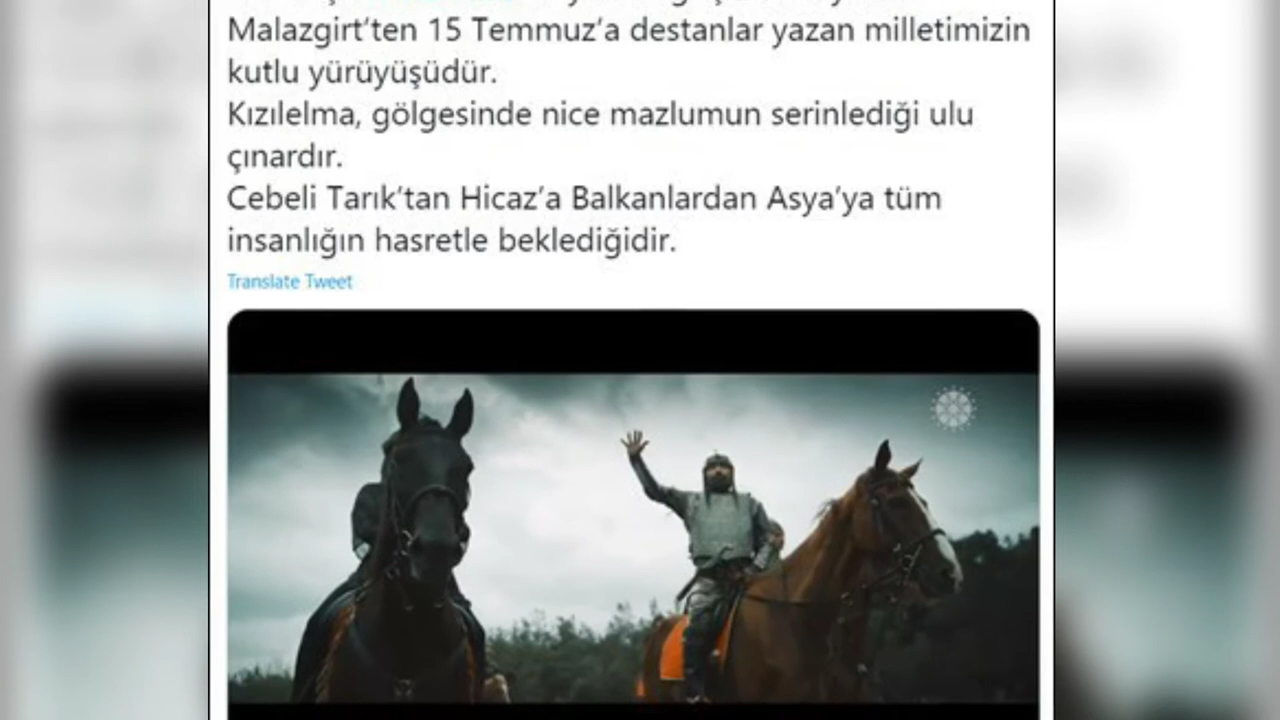 Malazgirt'ten 15 Temmuz'a destanlar yazan milletimizin
kutlu yürüyüşüdür.
Kızılelma, gölgesinde nice mazlumun serinlediği ulu
çınardır.
Cebeli Tarık'tan Hicaz'a Balkanlardan Asya'ya tüm
insanlığın hasretle beklediğidir.
Translate Tweet